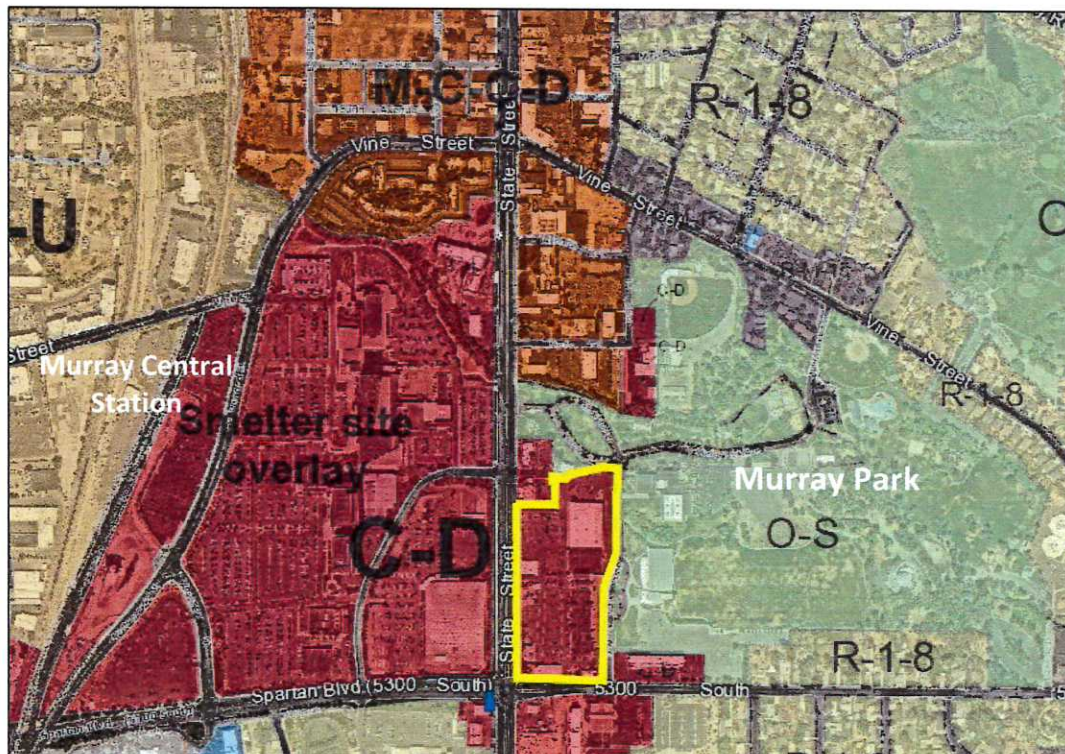 M-C-C-D
R-1-8
Vine Street
State Street
Vine Street
-U
C-D
C-D
Street
Murray Central
Station
Smelter site
overlay
Vine Street
R-1-8
Murray Park
C-D
O-S
State Street
R-1-8
Spartan Blvd. (5300 South)
5300 South